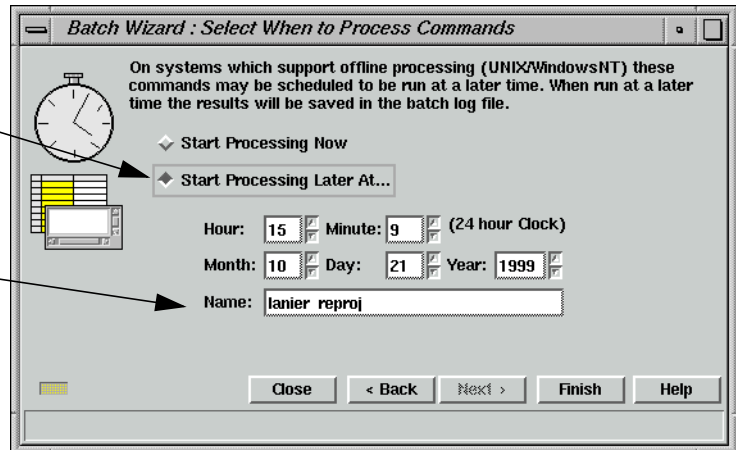 Batch Wizard : Select When to Process Commands
On systems which support offline processing (UNIX/WindowsNT) these
commands may be scheduled to be run at a later time. When run at a later
time the results will be saved in the batch log file.
Start Processing Now
Start Processing Later At...
Hour: 15 Minute: 9 (24 hour Clock)
Month: 10 Day: 21 Year: 1999
Name: lanier reproj
Close < Back Next > Finish Help